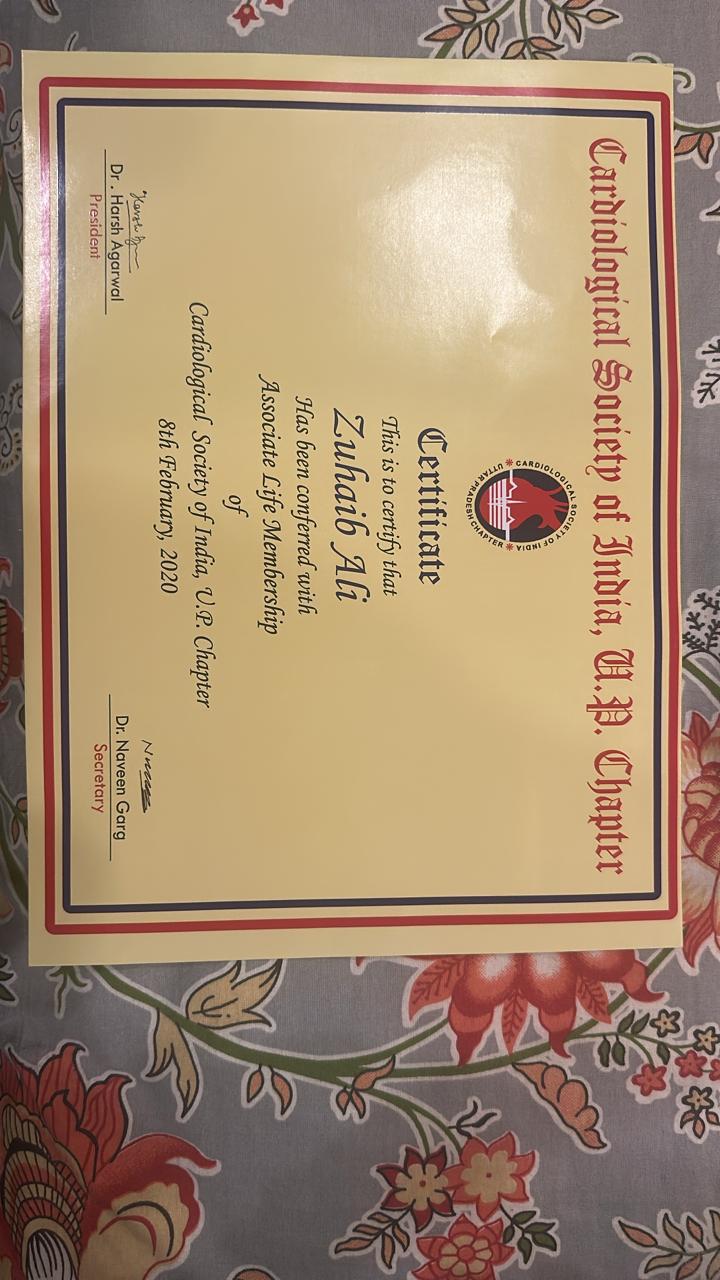 Cardiological Society of India, U.P. Chapter
CARDIOLOGICAL SOCIETY OF INDIA
UTTAR PRADESH CHAPTER
Certificate
This is to certify that
Zuhaib Ali
Has been conferred with
Associate Life Membership
of
Cardiological Society of India, U.P. Chapter
8th February, 2020
Dr. Harsh Agarwal
President
Dr. Naveen Garg
Secretary